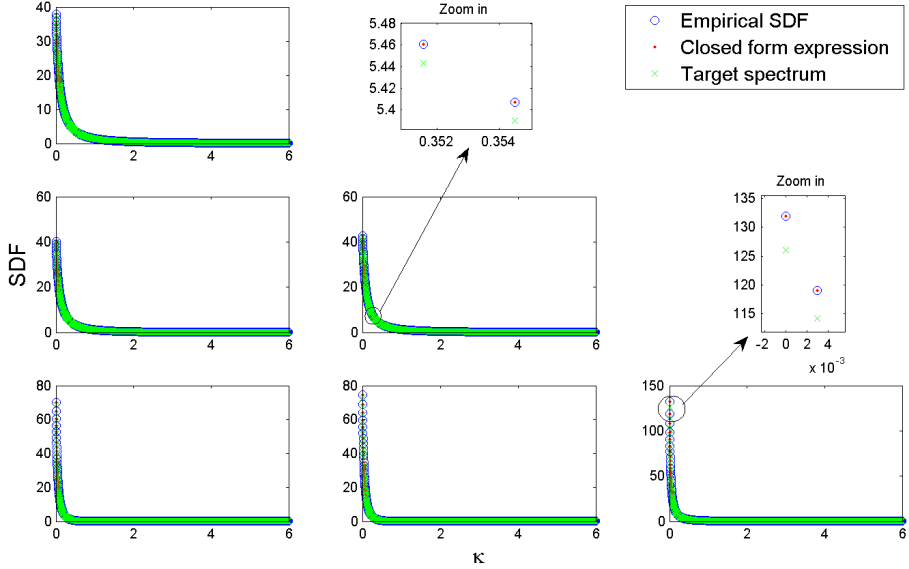 Zoom in
Empirical SDF
Closed form expression
Target spectrum
40
30
20
10
0
0 2 4 6
5.48
5.46
5.44
5.42
5.4
0.352 0.354
Zoom in
135
130
125
120
115
-2 0 2 4
x 10⁻³
SDF
60
40
20
0
0 2 4 6
60
40
20
0
0 2 4 6
80
60
40
20
0
0 2 4 6
80
60
40
20
0
0 2 4 6
150
100
50
0
0 2 4 6
κ